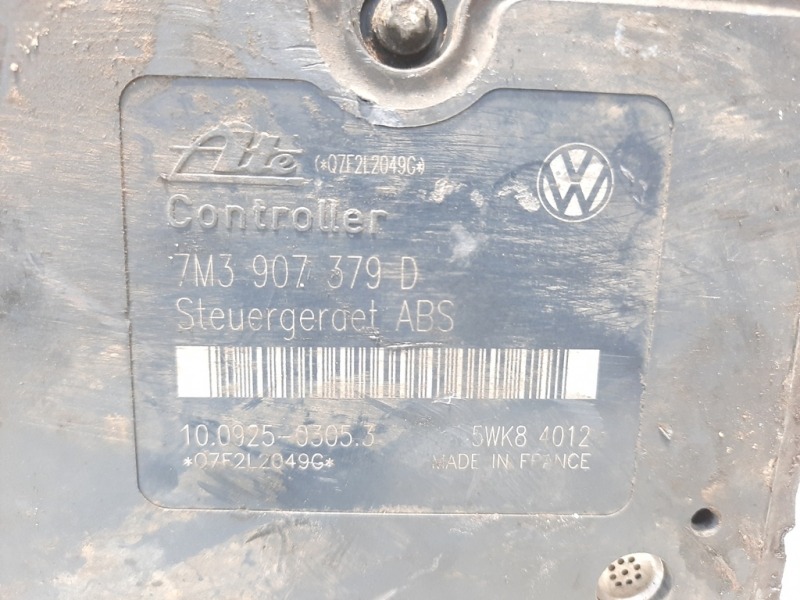 Ate (*Q7F2L2049G*)
Controller
7M3 907 379 D
Steuergeraet ABS
10.0925-0305.3 5WK8 4012
*Q7F2L2049G* MADE IN FRANCE